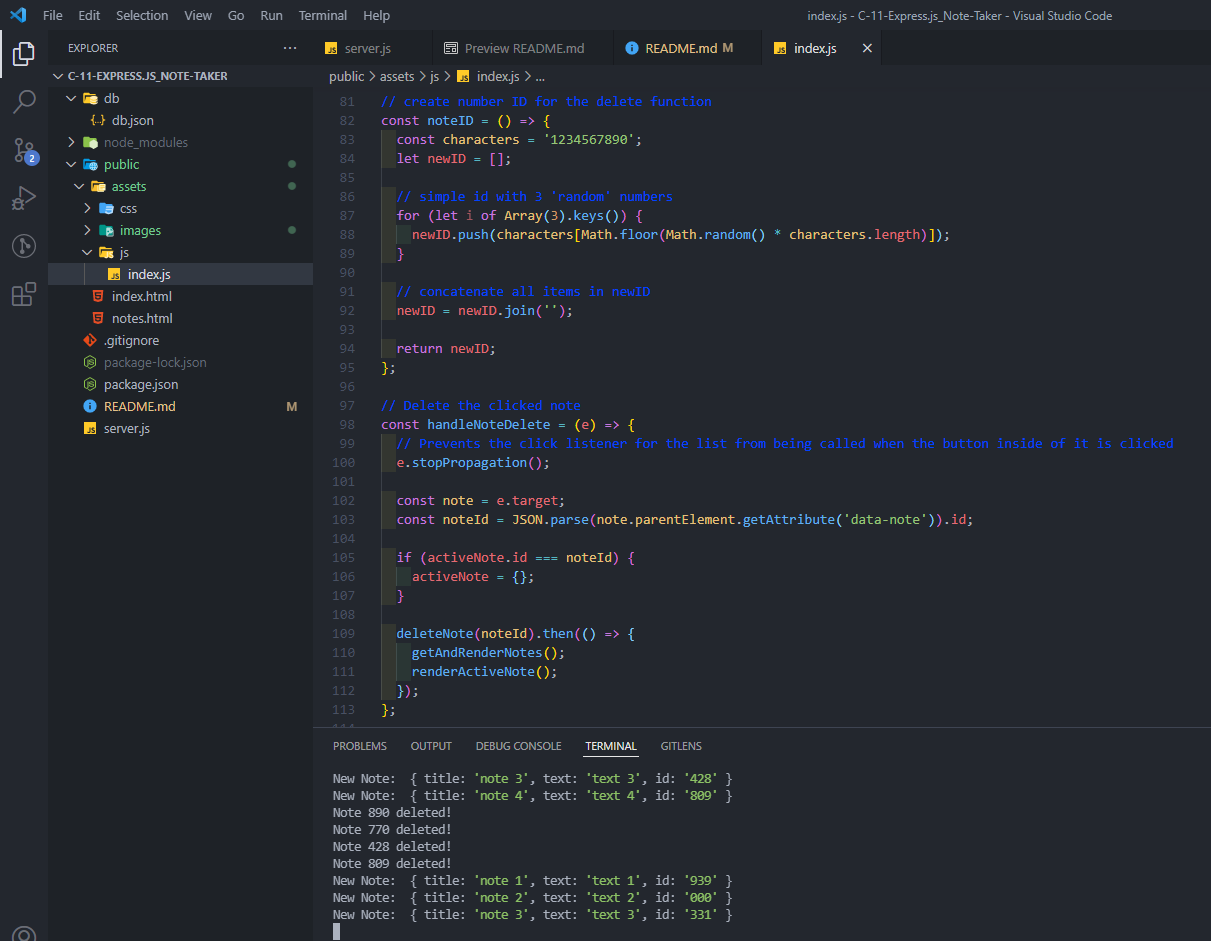 File Edit Selection View Go Run Terminal Help
index.js - C-11-Express.js_Note-Taker - Visual Studio Code
EXPLORER ...
C-11-EXPRESS.JS_NOTE-TAKER
db
db.json
node_modules
public
assets
css
images
js
index.js
index.html
notes.html
.gitignore
package-lock.json
package.json
README.md M
server.js
2
server.js Preview README.md README.md M index.js
public > assets > js > index.js > ...
81 // create number ID for the delete function
82 const noteID = () => {
83 const characters = '1234567890';
84 let newID = [];
85
86 // simple id with 3 'random' numbers
87 for (let i of Array(3).keys()) {
88 newID.push(characters[Math.floor(Math.random() * characters.length)]);
89 }
90
91 // concatenate all items in newID
92 newID = newID.join('');
93
94 return newID;
95 };
96
97 // Delete the clicked note
98 const handleNoteDelete = (e) => {
99 // Prevents the click listener for the list from being called when the button inside of it is clicked
100 e.stopPropagation();
101
102 const note = e.target;
103 const noteId = JSON.parse(note.parentElement.getAttribute('data-note')).id;
104
105 if (activeNote.id === noteId) {
106 activeNote = {};
107 }
108
109 deleteNote(noteId).then(() => {
110 getAndRenderNotes();
111 renderActiveNote();
112 });
113 };
114
PROBLEMS OUTPUT DEBUG CONSOLE TERMINAL GITLENS
New Note: { title: 'note 3', text: 'text 3', id: '428' }
New Note: { title: 'note 4', text: 'text 4', id: '809' }
Note 890 deleted!
Note 770 deleted!
Note 428 deleted!
Note 809 deleted!
New Note: { title: 'note 1', text: 'text 1', id: '939' }
New Note: { title: 'note 2', text: 'text 2', id: '000' }
New Note: { title: 'note 3', text: 'text 3', id: '331' }